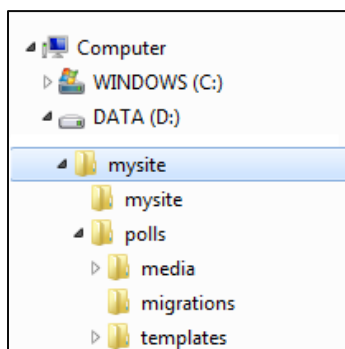 Computer
WINDOWS (C:)
DATA (D:)
mysite
mysite
polls
media
migrations
templates